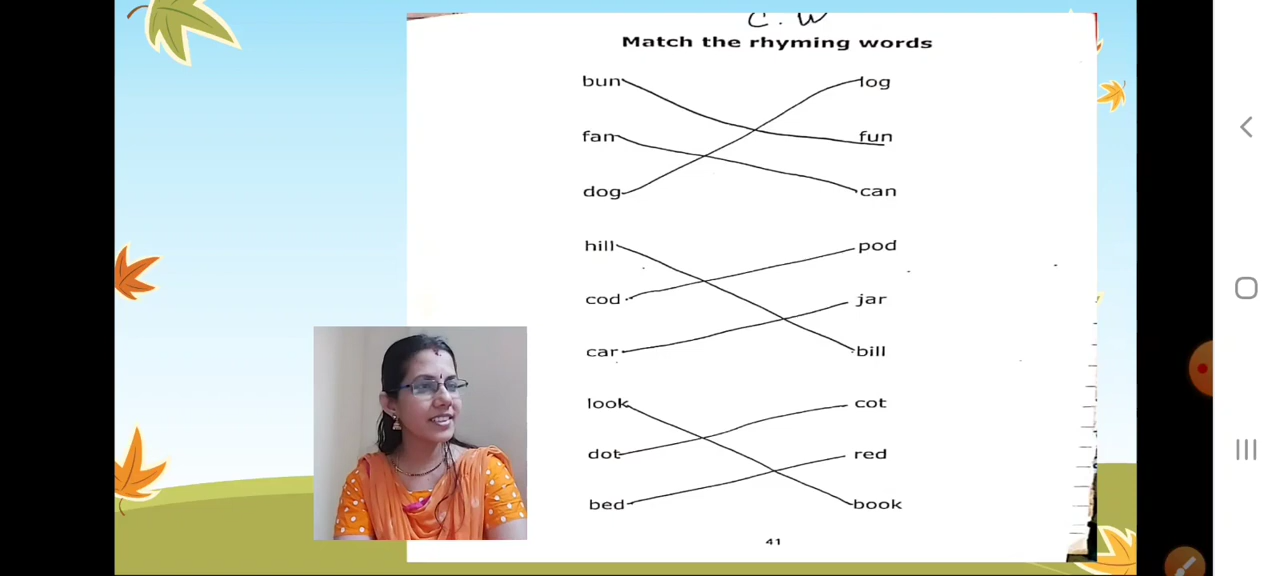 C. W
Match the rhyming words
bun log
fan fun
dog can
hill pod
cod jar
car bill
look cot
dot red
bed book
41